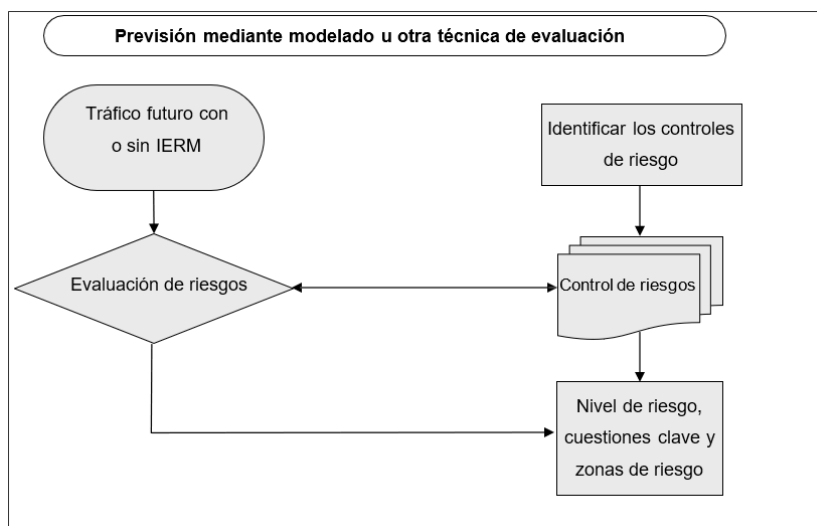 Previsión mediante modelado u otra técnica de evaluación
Tráfico futuro con
o sin IERM
Identificar los controles
de riesgo
Evaluación de riesgos
Control de riesgos
Nivel de riesgo,
cuestiones clave y
zonas de riesgo